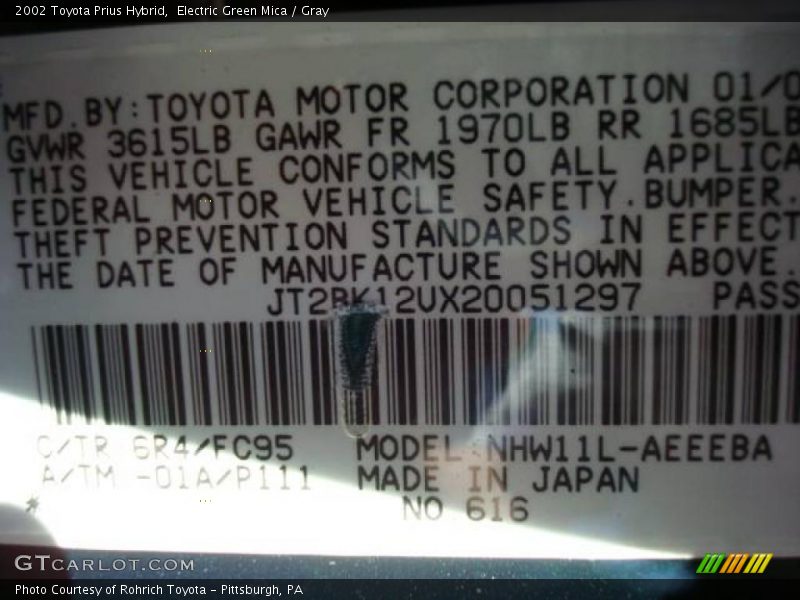 2002 Toyota Prius Hybrid,  Electric Green Mica / Gray
MFD.BY:TOYOTA MOTOR CORPORATION 01/0
GVWR 3615LB GAWR FR 1970LB RR 1685LB
THIS VEHICLE CONFORMS TO ALL APPLICA
FEDERAL MOTOR VEHICLE SAFETY.BUMPER.
THEFT PREVENTION STANDARDS IN EFFECT
THE DATE OF MANUFACTURE SHOWN ABOVE.
JT2BK12UX20051297 PASS
C/TR 6R4/FC95 MODEL:NHW11L-AEEEBA
A/TM -01A/P111 MADE IN JAPAN
* NO 616
GTCARLOT.COM
Photo Courtesy of Rohrich Toyota - Pittsburgh, PA